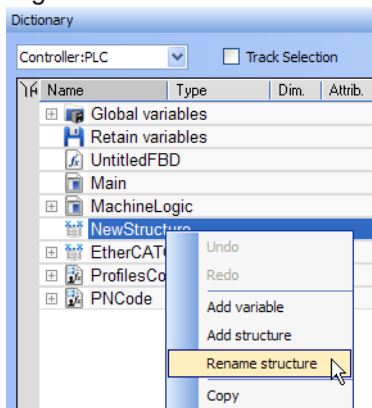 Dictionary
Controller:PLC Track Selection
Name Type Dim. Attrib.
Global variables
Retain variables
UntitledFBD
Main
MachineLogic
NewStructure
Undo
EtherCAT
Redo
ProfilesCo
PNCode
Add variable
Add structure
Rename structure
Copy